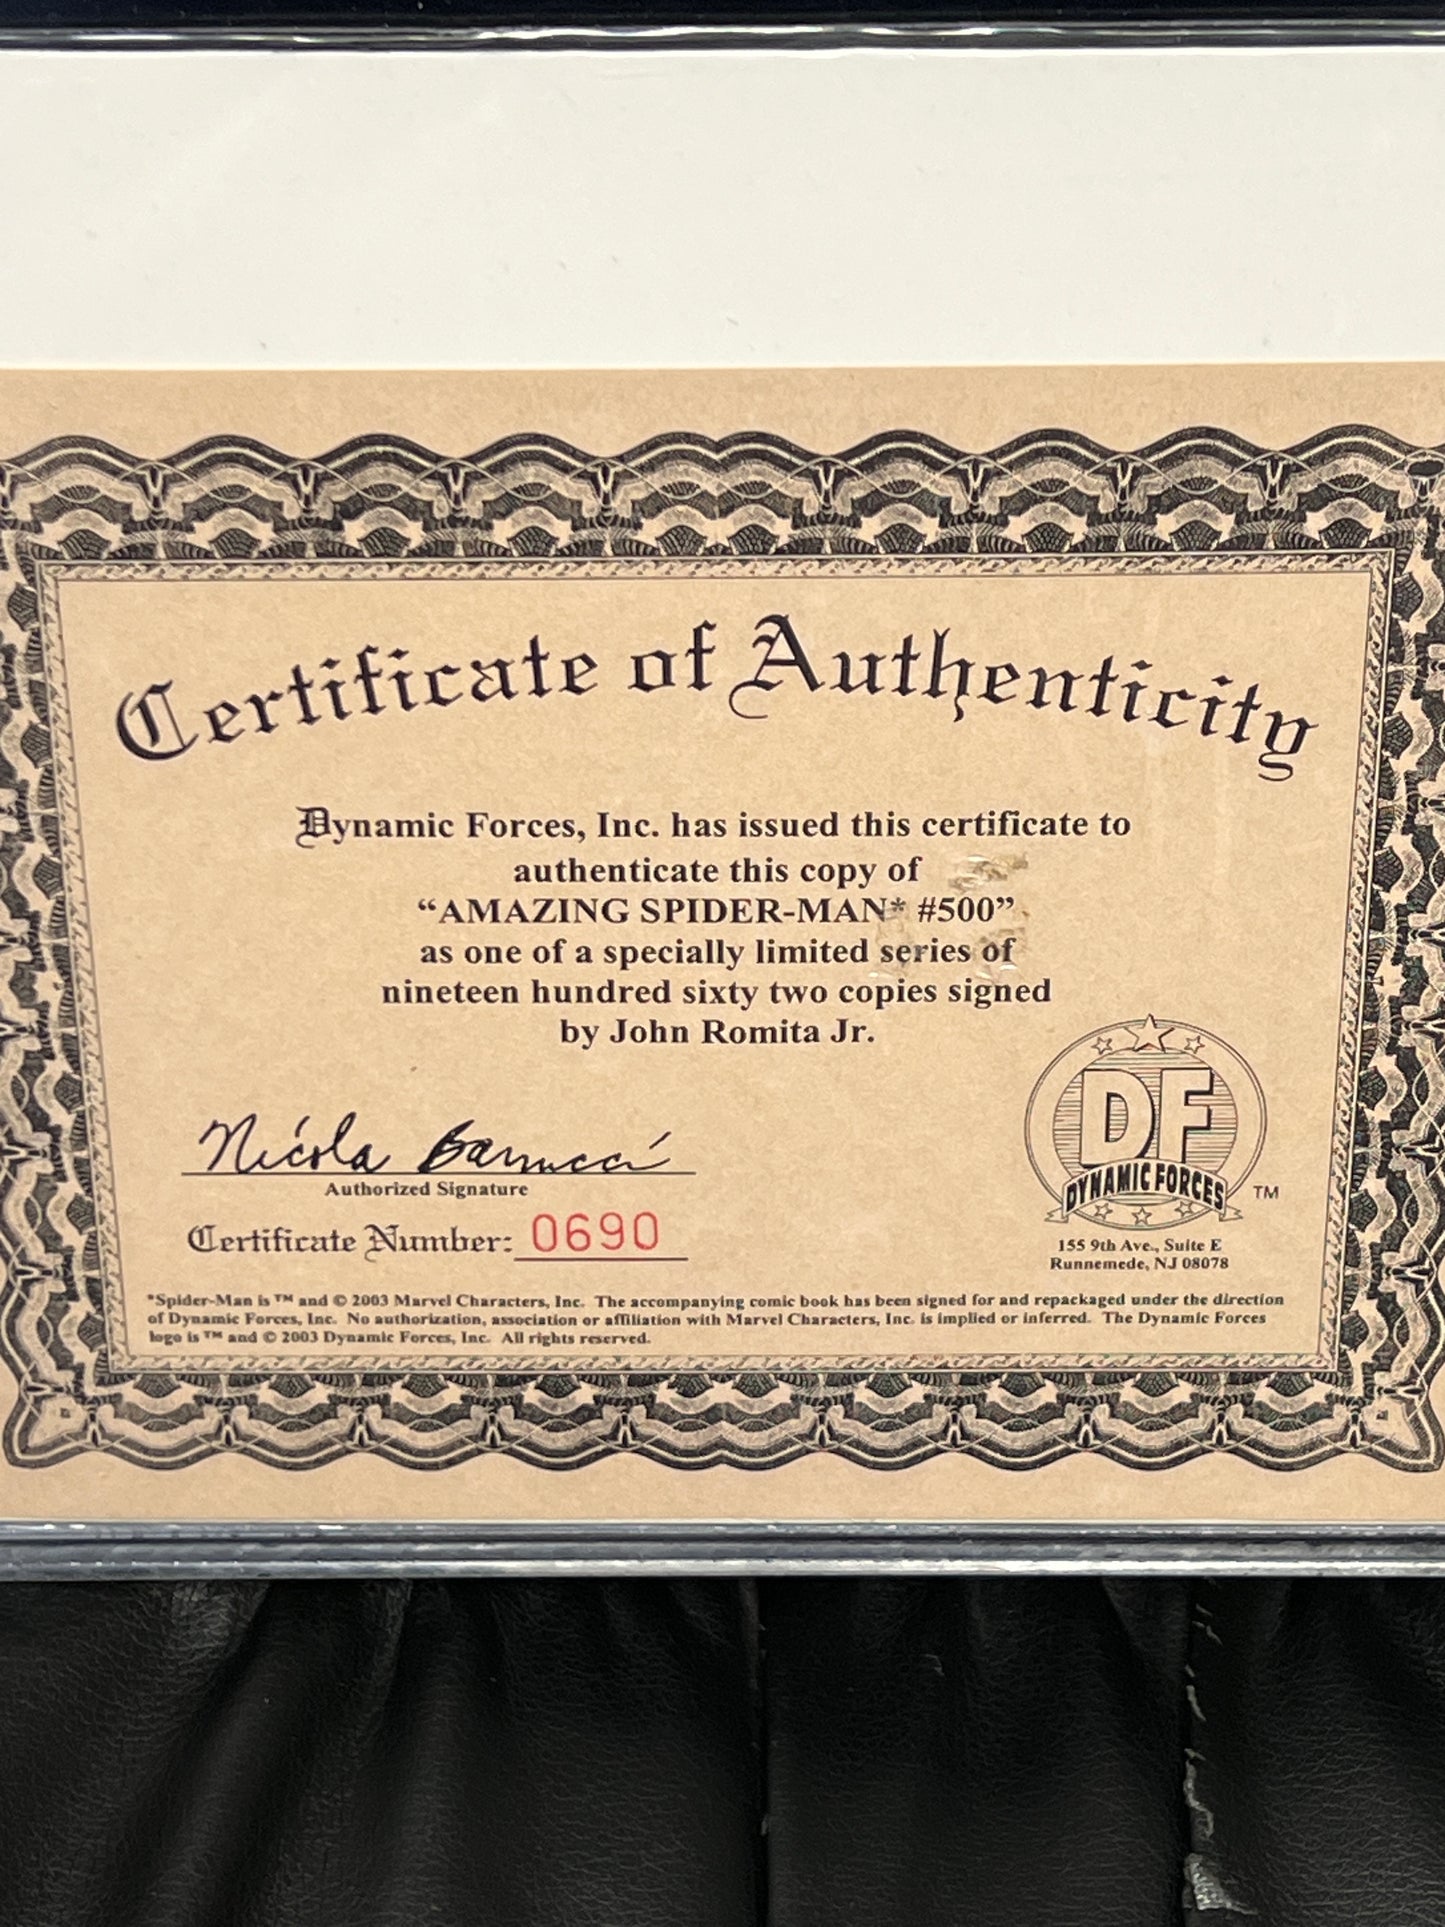 Certificate of Authenticity
Dynamic Forces, Inc. has issued this certificate to
authenticate this copy of
“AMAZING SPIDER-MAN* #500”
as one of a specially limited series of
nineteen hundred sixty two copies signed
by John Romita Jr.
Nicola Barrucci
Authorized Signature
Certificate Number: 0690
DF
DYNAMIC FORCES
TM
155 9th Ave., Suite E
Runnemede, NJ 08078
*Spider-Man is ™ and © 2003 Marvel Characters, Inc. The accompanying comic book has been signed for and repackaged under the direction
of Dynamic Forces, Inc. No authorization, association or affiliation with Marvel Characters, Inc. is implied or inferred. The Dynamic Forces
logo is ™ and © 2003 Dynamic Forces, Inc. All rights reserved.